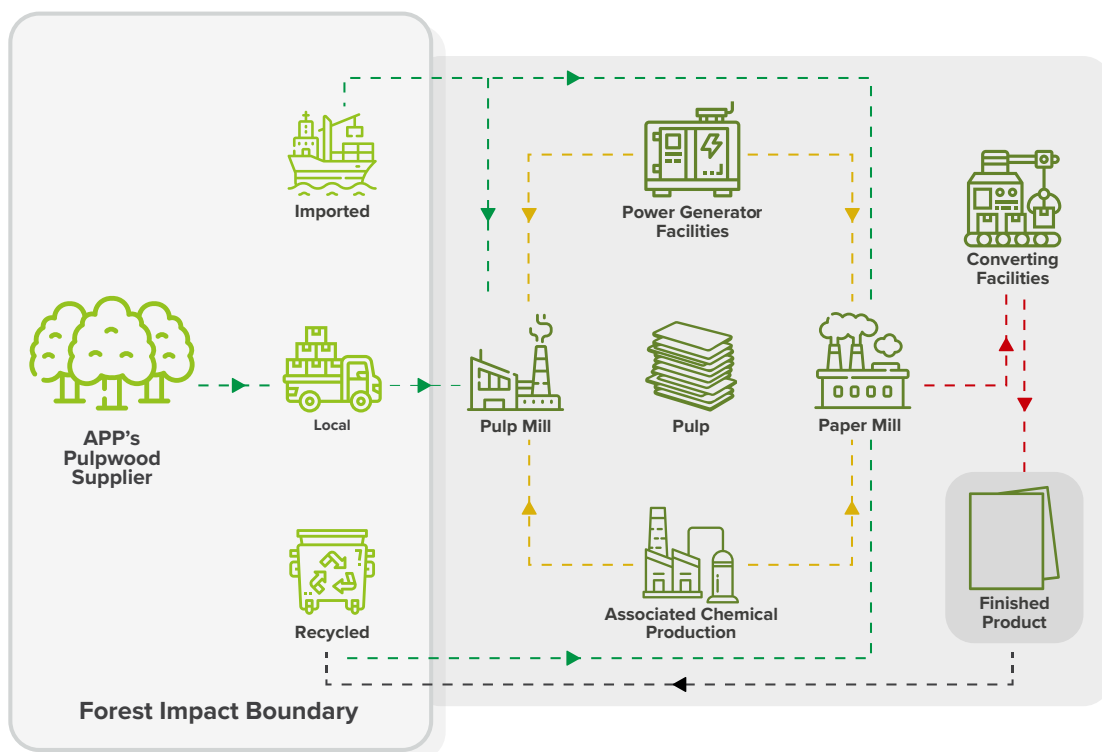 Imported
Power Generator
Facilities
Converting
Facilities
APP's
Pulpwood
Supplier
Local
Pulp Mill
Pulp
Paper Mill
Recycled
Associated Chemical
Production
Finished
Product
Forest Impact Boundary